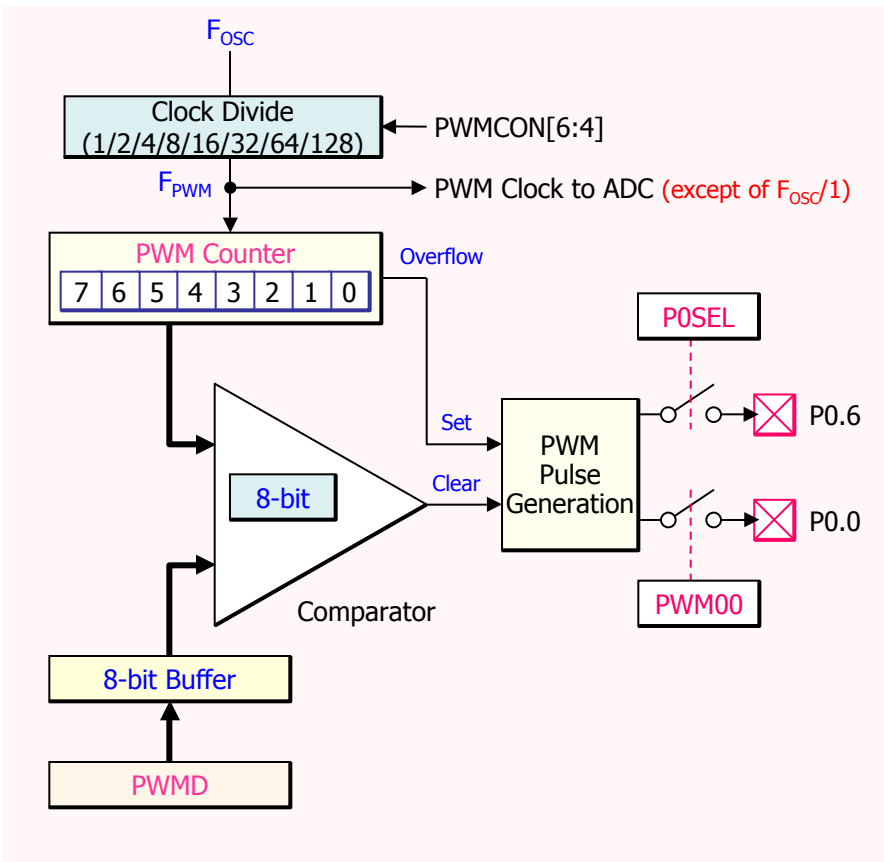 FOSC
Clock Divide
(1/2/4/8/16/32/64/128)
PWMCON[6:4]
FPWM
PWM Clock to ADC (except of FOSC/1)
PWM Counter
7 6 5 4 3 2 1 0
Overflow
P0SEL
P0.6
Set
PWM
Pulse
Generation
8-bit
Clear
P0.0
PWM00
Comparator
8-bit Buffer
PWMD